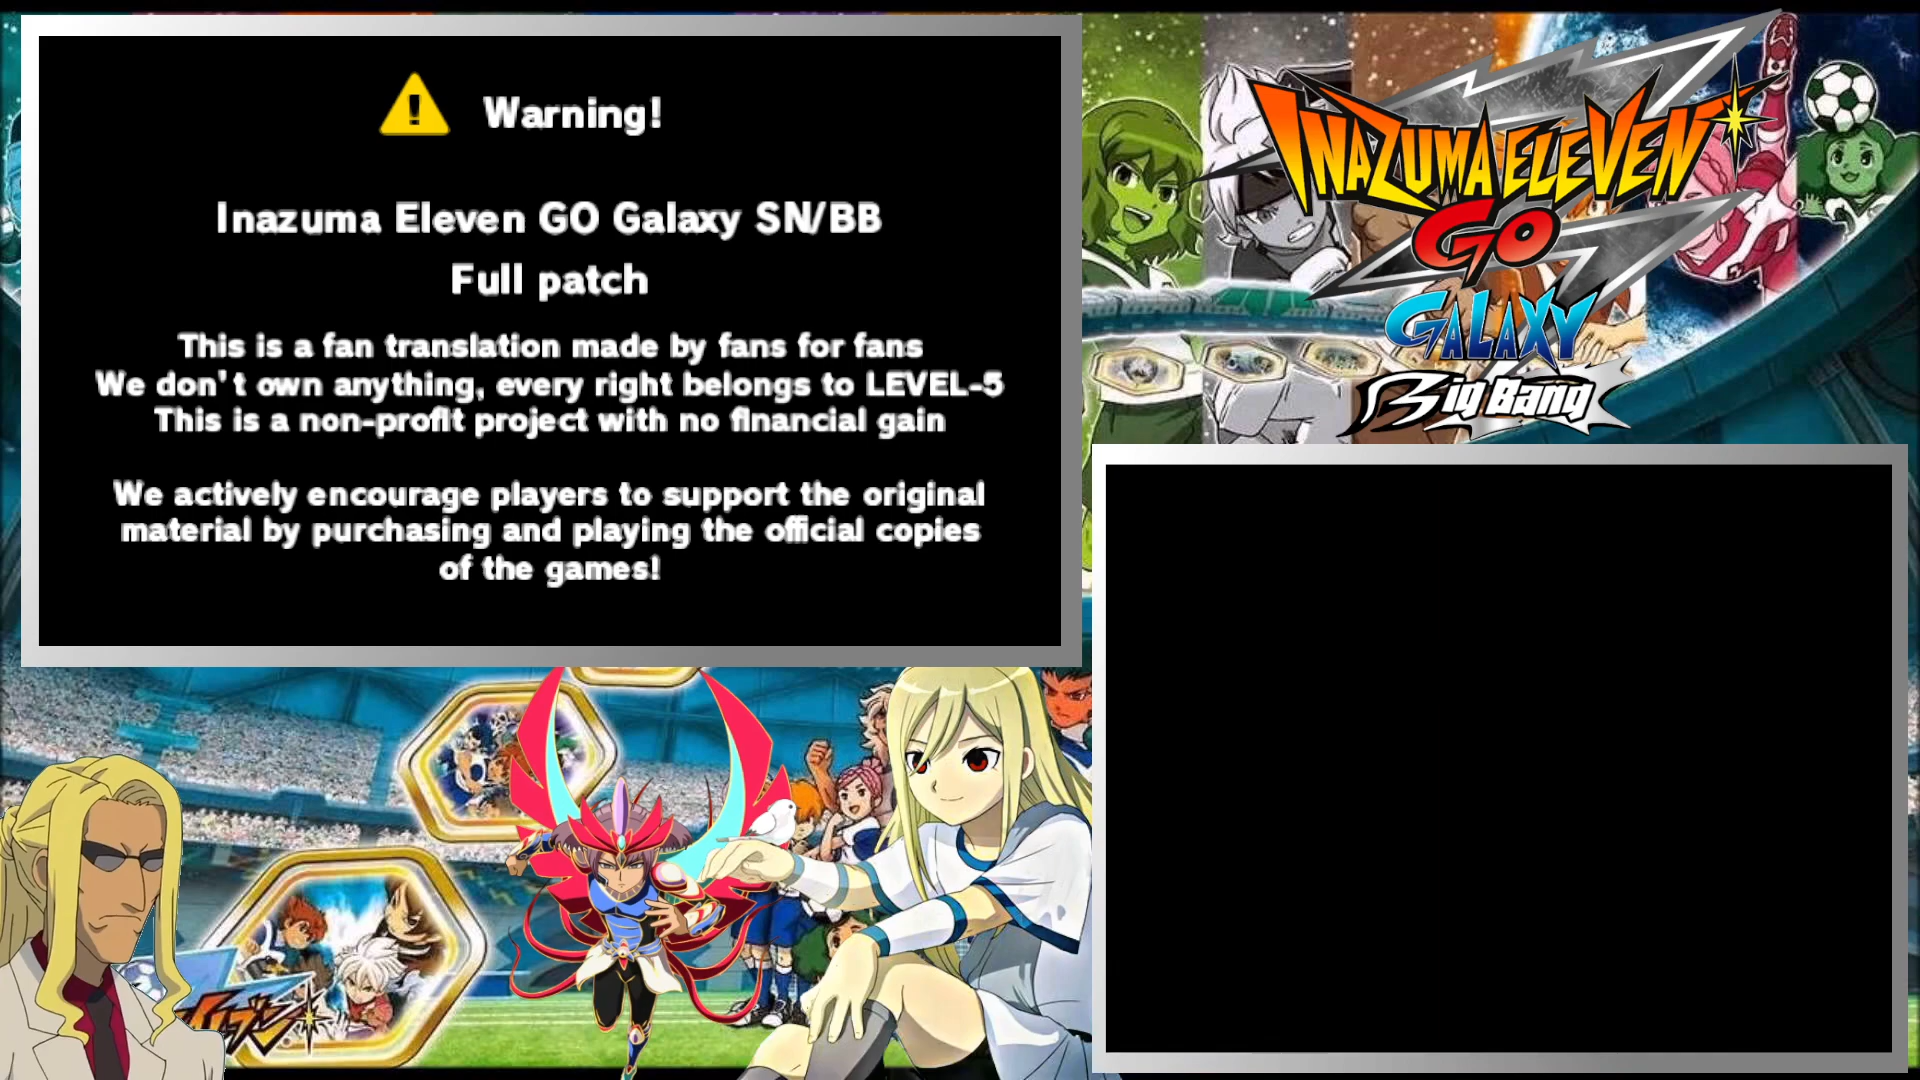 Warning!
Inazuma Eleven GO Galaxy SN/BB
Full patch
This is a fan translation made by fans for fans
We don't own anything, every right belongs to LEVEL-5
This is a non-profit project with no financial gain
We actively encourage players to support the original
material by purchasing and playing the official copies
of the games!
INAZUMA ELEVEN
GO
GALAXY
Big Bang